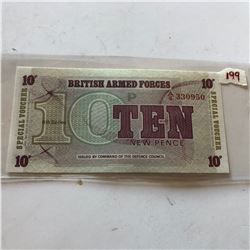 199
10'
BRITISH ARMED FORCES
10'
A/6 330950
SPECIAL VOUCHER
10
P
TEN
NEW PENCE
SPECIAL VOUCHER
10'
ISSUED BY COMMAND OF THE DEFENCE COUNCIL
10'